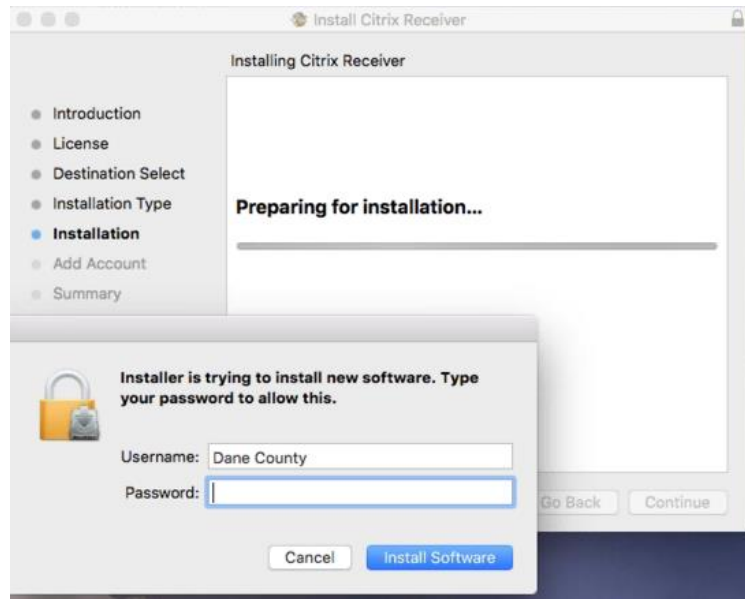 Install Citrix Receiver
Installing Citrix Receiver
Introduction
License
Destination Select
Installation Type
Installation
Add Account
Summary
Preparing for installation...
Installer is trying to install new software. Type
your password to allow this.
Username: Dane County
Password:
Go Back Continue
Cancel Install Software